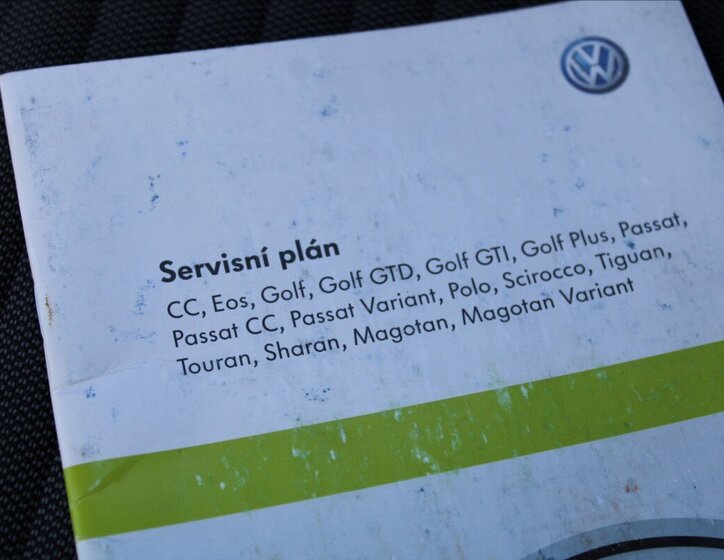 Servisní plán
CC, Eos, Golf, Golf GTD, Golf GTI, Golf Plus, Passat,
Passat CC, Passat Variant, Polo, Scirocco, Tiguan,
Touran, Sharan, Magotan, Magotan Variant